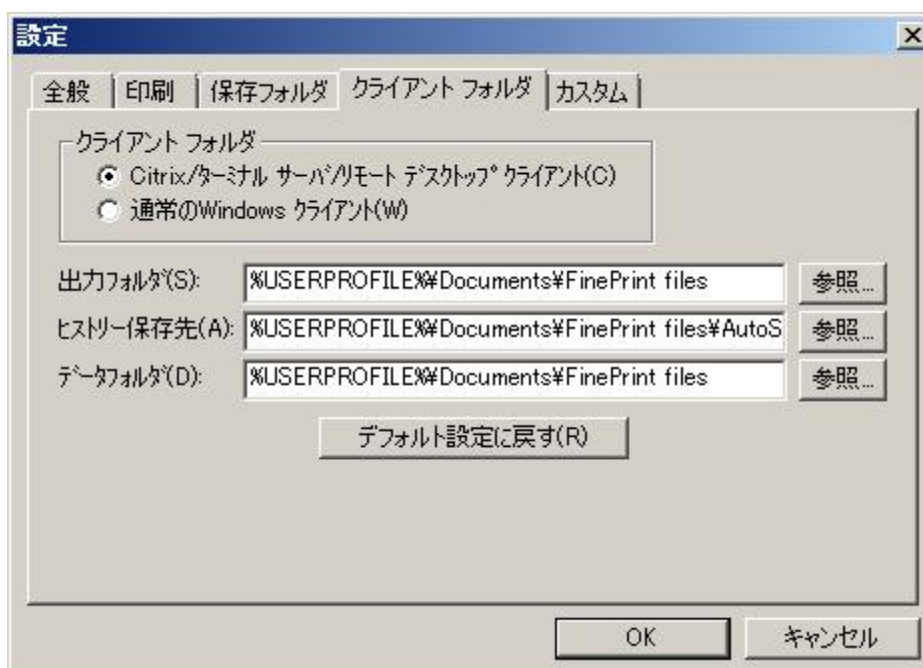 設定
全般 印刷 保存フォルダ クライアント フォルダ カスタム
クライアント フォルダ
Citrix/ターミナル サーバ/リモート デスクトップ クライアント(C)
通常のWindows クライアント(W)
出力フォルダ(S): %USERPROFILE%¥Documents¥FinePrint files 参照...
ヒストリー保存先(A): %USERPROFILE%¥Documents¥FinePrint files¥AutoS 参照...
データフォルダ(D): %USERPROFILE%¥Documents¥FinePrint files 参照...
デフォルト設定に戻す(R)
OK キャンセル